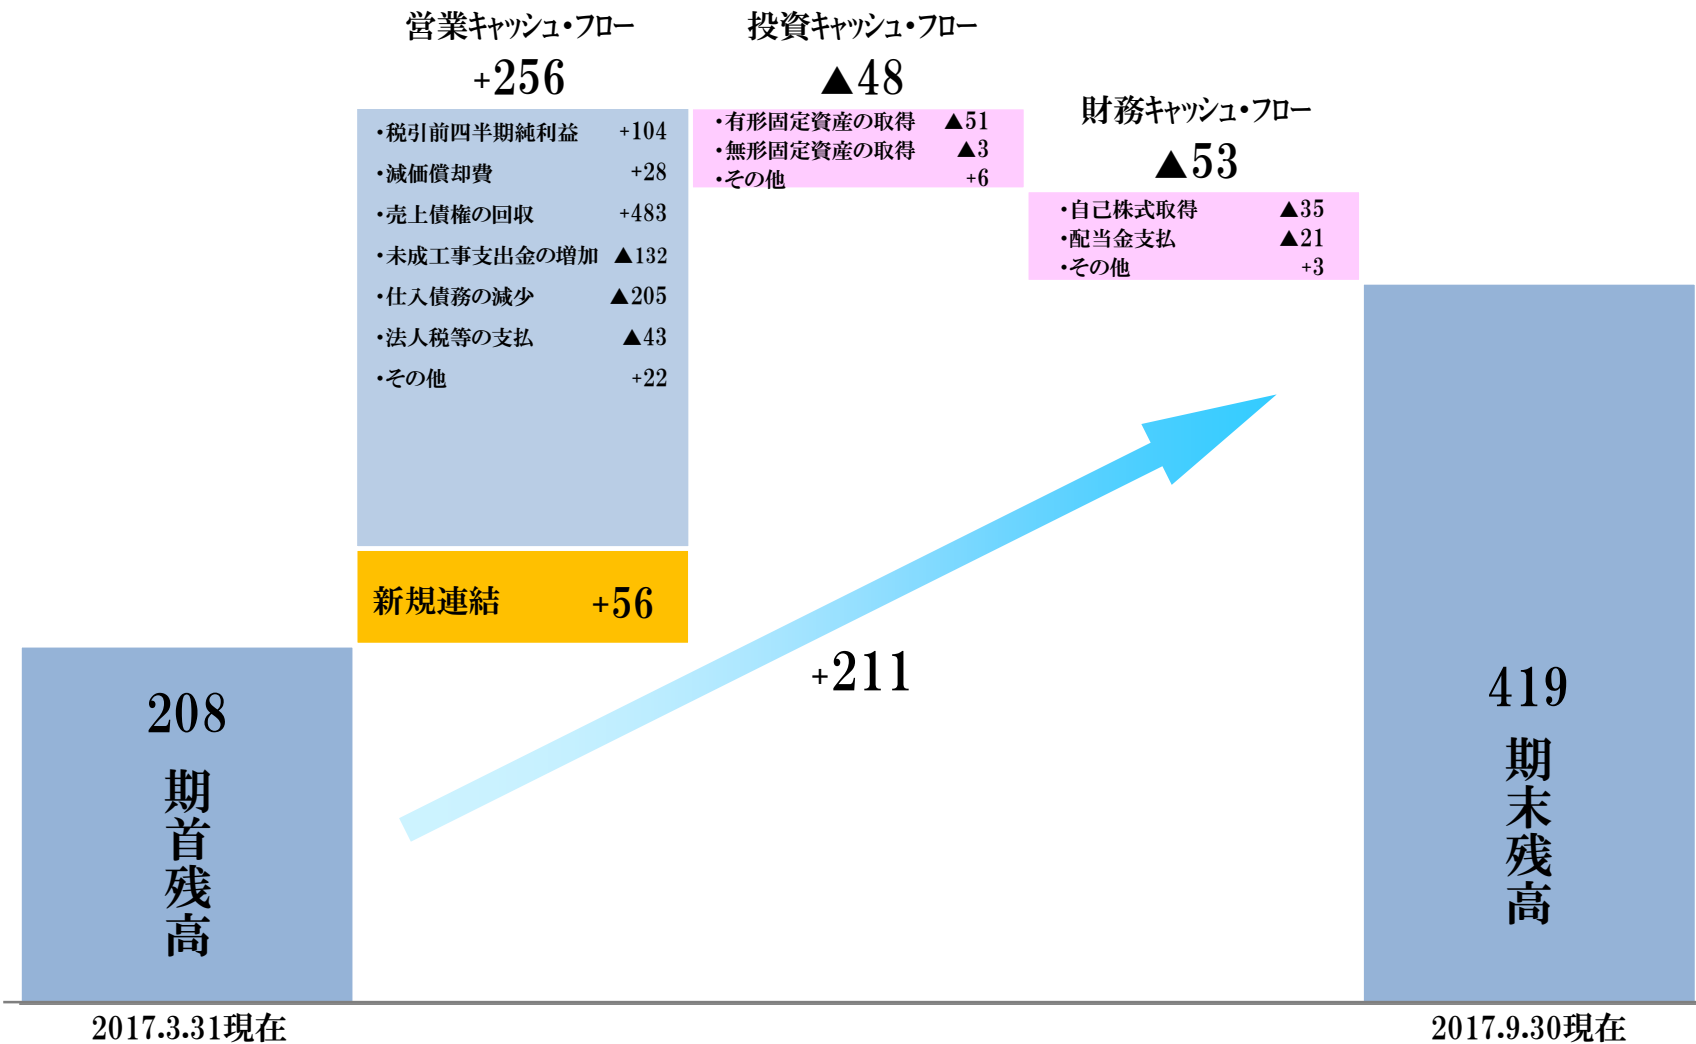 営業キャッシュ・フロー
+256
・税引前四半期純利益 +104
・減価償却費 +28
・売上債権の回収 +483
・未成工事支出金の増加 ▲132
・仕入債務の減少 ▲205
・法人税等の支払 ▲43
・その他 +22
新規連結 +56
投資キャッシュ・フロー
▲48
・有形固定資産の取得 ▲51
・無形固定資産の取得 ▲3
・その他 +6
財務キャッシュ・フロー
▲53
・自己株式取得 ▲35
・配当金支払 ▲21
・その他 +3
+211
208
期首残高
2017.3.31現在
419
期末残高
2017.9.30現在